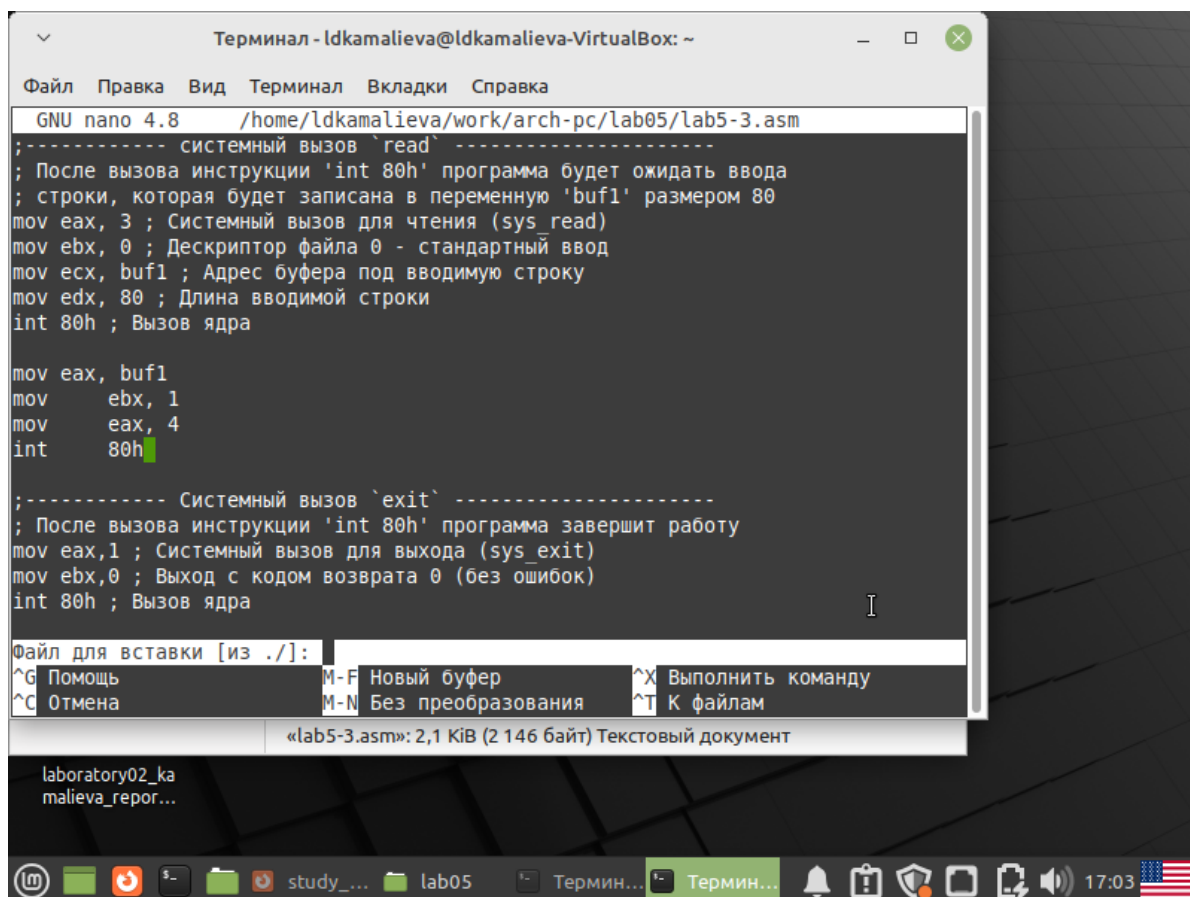 Терминал - ldkamalieva@ldkamalieva-VirtualBox: ~
Файл Правка Вид Терминал Вкладки Справка
GNU nano 4.8 /home/ldkamalieva/work/arch-pc/lab05/lab5-3.asm
;------------ системный вызов `read` ----------------------
; После вызова инструкции 'int 80h' программа будет ожидать ввода
; строки, которая будет записана в переменную 'buf1' размером 80
mov eax, 3 ; Системный вызов для чтения (sys_read)
mov ebx, 0 ; Дескриптор файла 0 - стандартный ввод
mov ecx, buf1 ; Адрес буфера под вводимую строку
mov edx, 80 ; Длина вводимой строки
int 80h ; Вызов ядра
mov eax, buf1
mov     ebx, 1
mov     eax, 4
int     80h
;------------ Системный вызов `exit` ----------------------
; После вызова инструкции 'int 80h' программа завершит работу
mov eax,1 ; Системный вызов для выхода (sys_exit)
mov ebx,0 ; Выход с кодом возврата 0 (без ошибок)
int 80h ; Вызов ядра
Файл для вставки [из ./]:
^G Помощь M-F Новый буфер ^X Выполнить команду
^C Отмена M-N Без преобразования ^T К файлам
«lab5-3.asm»: 2,1 KiB (2 146 байт) Текстовый документ
laboratory02_ka
malieva_repor...
study_... lab05 Термин... Термин... 17:03